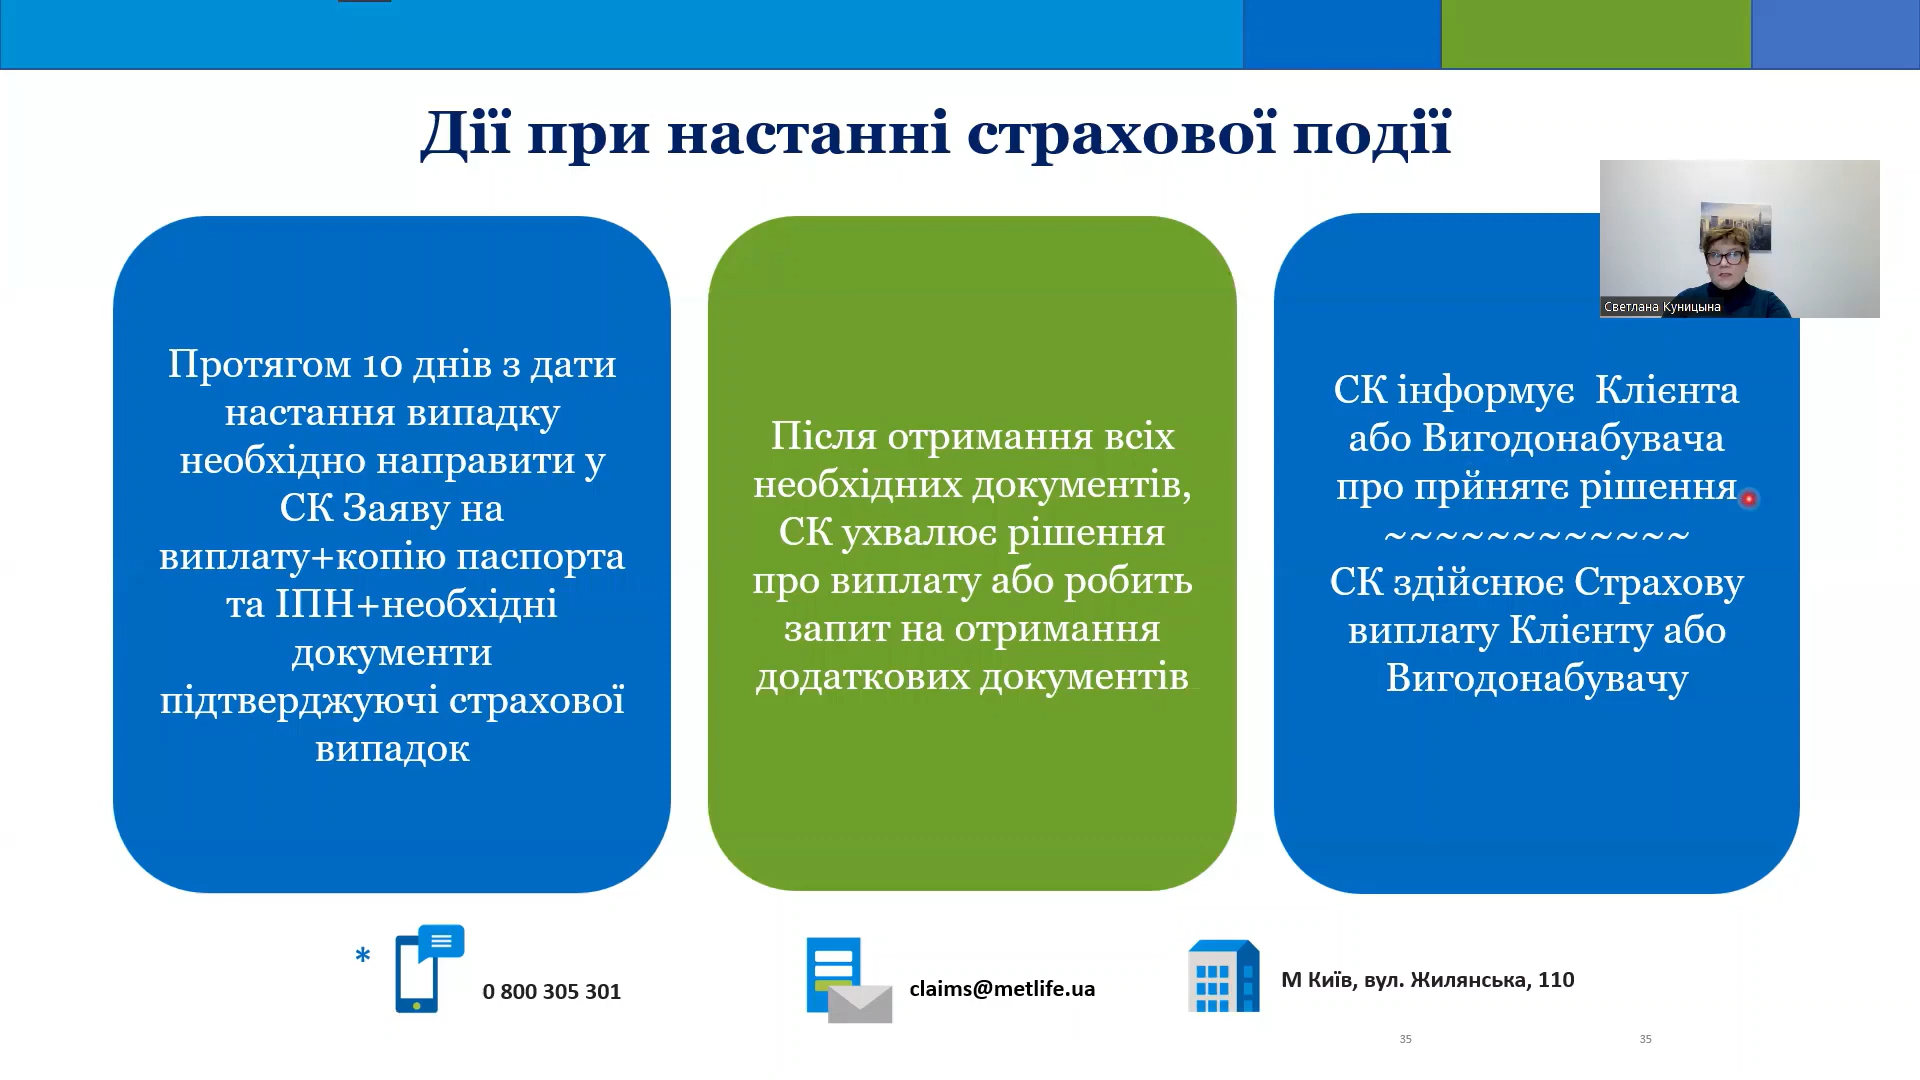 Дії при настанні страхової події
Светлана Куницына
Протягом 10 днів з дати
настання випадку
необхідно направити у
СК Заяву на
виплату+копію паспорта
та ІПН+необхідні
документи
підтверджуючі страхової
випадок
Після отримання всіх
необхідних документів,
СК ухвалює рішення
про виплату або робить
запит на отримання
додаткових документів
СК інформує  Клієнта
або Вигодонабувача
про прйнятє рішення
~~~~~~~~~~~~
СК здійснює Страхову
виплату Клієнту або
Вигодонабувачу
*
0 800 305 301
claims@metlife.ua
М Київ, вул. Жилянська, 110
35
35